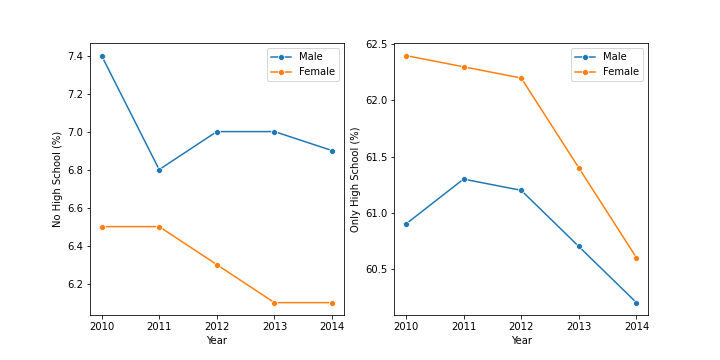 7.4
7.2
7.0
6.8
6.6
6.4
6.2
No High School (%)
2010 2011 2012 2013 2014
Year
Male
Female
62.5
62.0
61.5
61.0
60.5
Only High School (%)
2010 2011 2012 2013 2014
Year
Male
Female